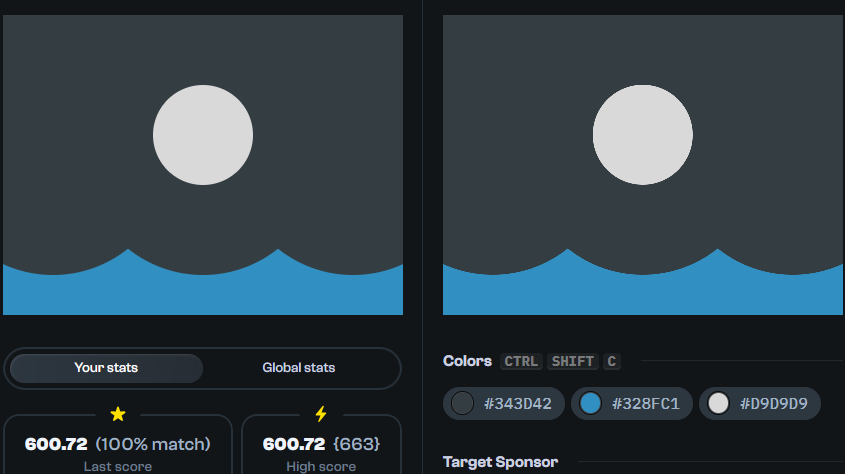 Your stats
Global stats
600.72 (100% match)
Last score
600.72 {663}
High score
Colors CTRL SHIFT C
#343D42
#328FC1
#D9D9D9
Target Sponsor